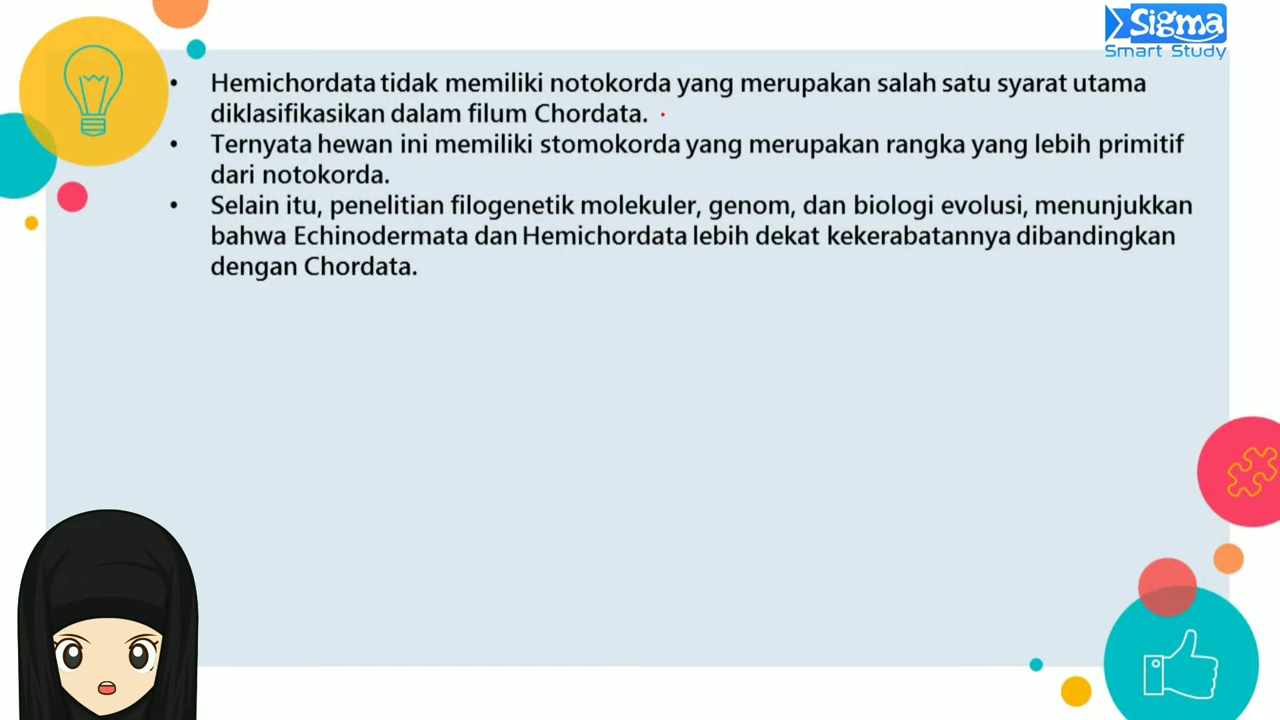 Sigma
Smart Study
• Hemichordata tidak memiliki notokorda yang merupakan salah satu syarat utama
diklasifikasikan dalam filum Chordata.
• Ternyata hewan ini memiliki stomokorda yang merupakan rangka yang lebih primitif
dari notokorda.
• Selain itu, penelitian filogenetik molekuler, genom, dan biologi evolusi, menunjukkan
bahwa Echinodermata dan Hemichordata lebih dekat kekerabatannya dibandingkan
dengan Chordata.